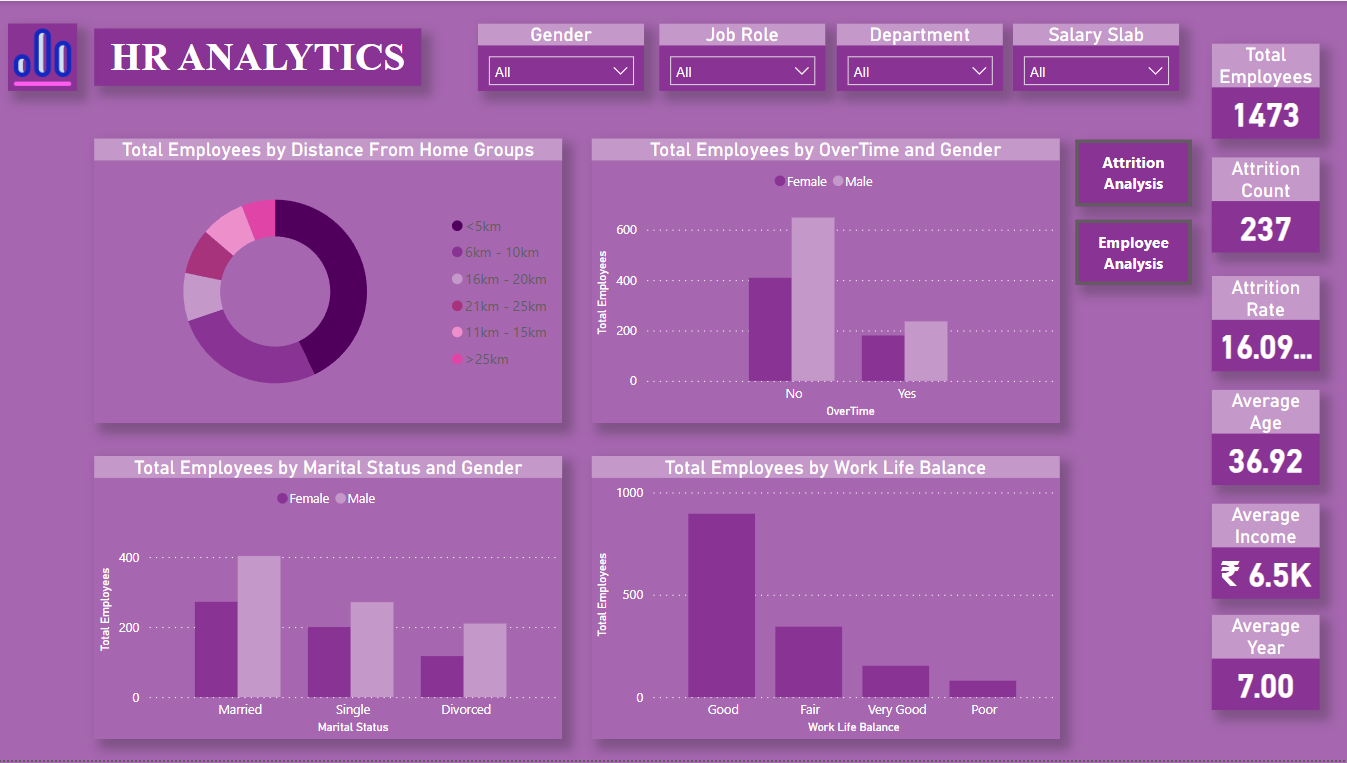 HR ANALYTICS
Gender
All
Job Role
All
Department
All
Salary Slab
All
Total
Employees
1473
Attrition
Count
237
Attrition
Rate
16.09...
Average
Age
36.92
Average
Income
₹ 6.5K
Average
Year
7.00
Attrition
Analysis
Employee
Analysis
Total Employees by Distance From Home Groups
<5km
6km - 10km
16km - 20km
21km - 25km
11km - 15km
>25km
Total Employees by OverTime and Gender
Female Male
Total Employees
600
400
200
0
No Yes
OverTime
Total Employees by Marital Status and Gender
Female Male
Total Employees
400
200
0
Married Single Divorced
Marital Status
Total Employees by Work Life Balance
Total Employees
1000
500
0
Good Fair Very Good Poor
Work Life Balance